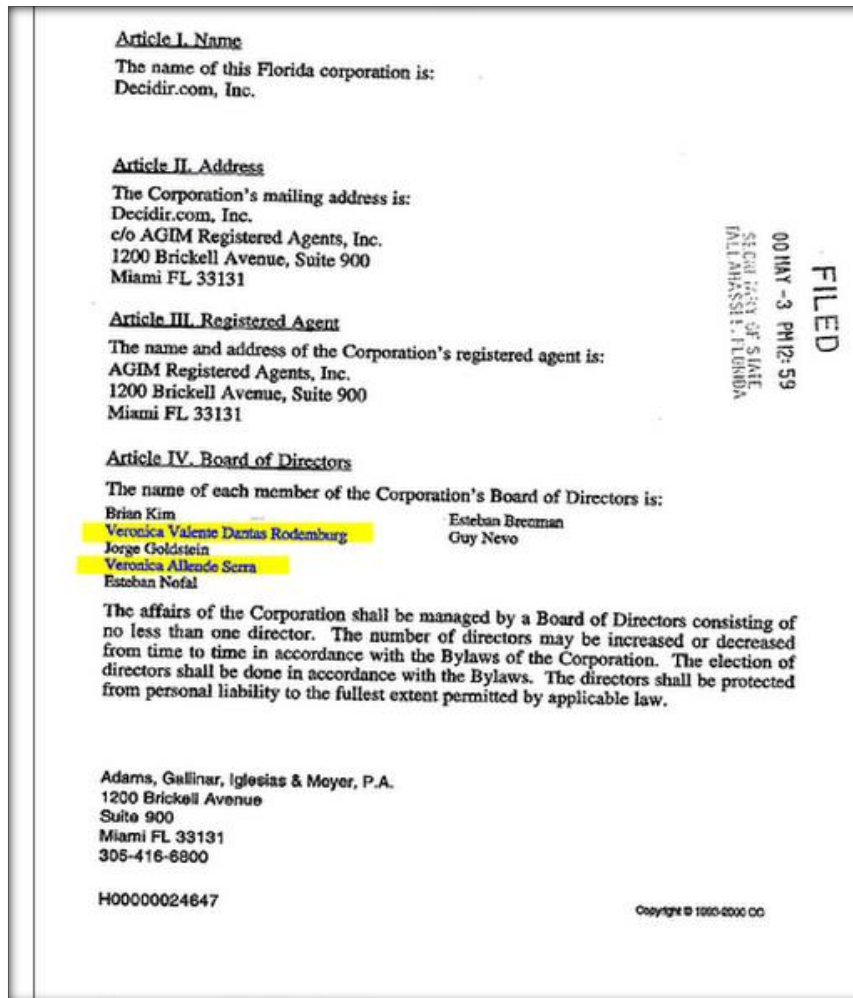 Article I. Name
The name of this Florida corporation is:
Decidir.com, Inc.
Article II. Address
The Corporation's mailing address is:
Decidir.com, Inc.
c/o AGIM Registered Agents, Inc.
1200 Brickell Avenue, Suite 900
Miami FL 33131
Article III. Registered Agent
The name and address of the Corporation's registered agent is:
AGIM Registered Agents, Inc.
1200 Brickell Avenue, Suite 900
Miami FL 33131
Article IV. Board of Directors
The name of each member of the Corporation's Board of Directors is:
Brian Kim
Veronica Valente Dantas Rodemburg
Jorge Goldstein
Veronica Allende Serra
Esteban Nofal
Esteban Brenman
Guy Nevo
The affairs of the Corporation shall be managed by a Board of Directors consisting of
no less than one director. The number of directors may be increased or decreased
from time to time in accordance with the Bylaws of the Corporation. The election of
directors shall be done in accordance with the Bylaws. The directors shall be protected
from personal liability to the fullest extent permitted by applicable law.
Adams, Gallinar, Iglesias & Meyer, P.A.
1200 Brickell Avenue
Suite 900
Miami FL 33131
305-416-6800
H00000024647
Copyright © 1993-2000 CC
FILED
00 MAY -3 PM 12:59
SECRETARY OF STATE
TALLAHASSEE, FLORIDA